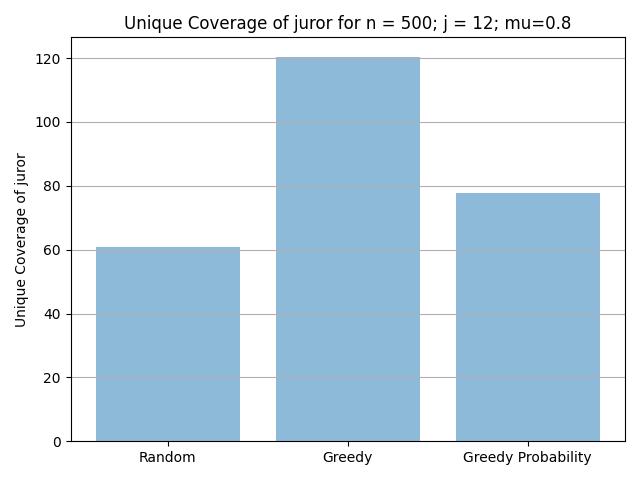 Unique Coverage of juror for n = 500; j = 12; mu=0.8
Unique Coverage of juror
120
100
80
60
40
20
0
Random
Greedy
Greedy Probability